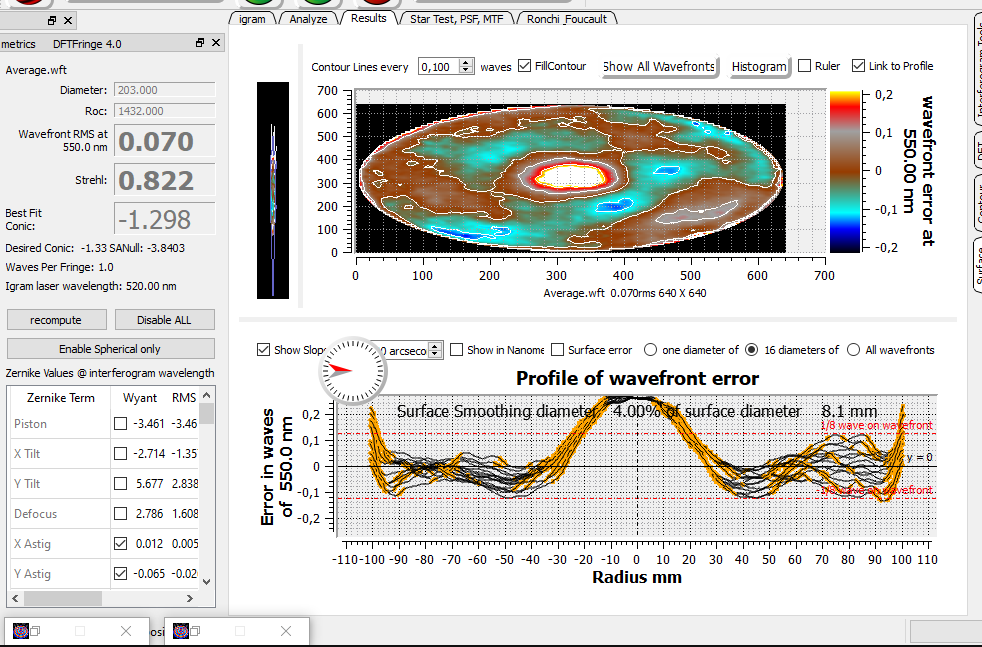 igram Analyze Results Star Test, PSF, MTF Ronchi _Foucault
metrics DFTFringe 4.0
Average.wft
Diameter: 203.000
Roc: 1432.000
Wavefront RMS at
550.0 nm 0.070
Strehl: 0.822
Best Fit
Conic: -1.298
Desired Conic: -1.33 SANull: -3.8403
Waves Per Fringe: 1.0
Igram laser wavelength: 520.00 nm
recompute Disable ALL
Enable Spherical only
Zernike Values @ interferogram wavelength
Zernike Term Wyant RMS
Piston -3.461 -3.46
X Tilt -2.714 -1.35
Y Tilt 5.677 2.838
Defocus 2.786 1.608
X Astig 0.012 0.005
Y Astig -0.065 -0.02
Contour Lines every 0,100 waves FillContour Show All Wavefronts Histogram Ruler Link to Profile
700
600
500
400
300
200
100
0
0 100 200 300 400 500 600 700
Average.wft 0.070rms 640 X 640
0,2
0,1
0
-0,1
-0,2
wavefront error at
550.00 nm
Show Slop 0 arcseco Show in Nanome Surface error one diameter of 16 diameters of All wavefronts
Profile of wavefront error
Surface Smoothing diameter 4.00% of surface diameter 8.1 mm
1/8 wave on wavefront
y = 0
wave on wavefront
Error in waves
of 550.0 nm
0,2
0,1
0
-0,1
-0,2
-110 -100 -90 -80 -70 -60 -50 -40 -30 -20 -10 0 10 20 30 40 50 60 70 80 90 100 110
Radius mm
Interferogram Tools
DFT
Contour
Surface
osi